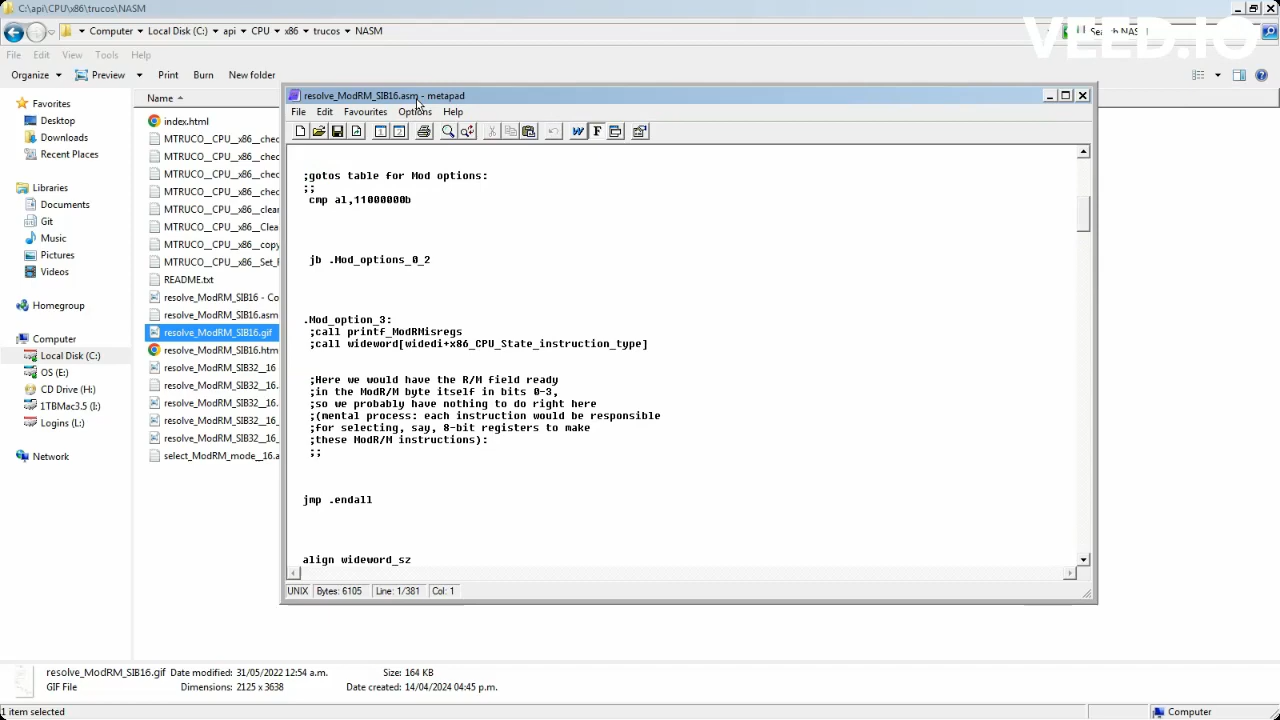 C:\api\CPU\x86\trucos\NASM
Computer Local Disk (C:) api CPU x86 trucos NASM
VEED.IO
File Edit View Tools Help
Organize Preview Print Burn New folder
Favorites
Desktop
Downloads
Recent Places
Libraries
Documents
Git
Music
Pictures
Videos
Homegroup
Computer
Local Disk (C:)
OS (E:)
CD Drive (H:)
1TBMac3.5 (I:)
Logins (L:)
Network
Name
index.html
MTRUCO__CPU__x86__chec
MTRUCO__CPU__x86__chec
MTRUCO__CPU__x86__chec
MTRUCO__CPU__x86__chec
MTRUCO__CPU__x86__clear
MTRUCO__CPU__x86__Clea
MTRUCO__CPU__x86__copy
MTRUCO__CPU__x86__Set_F
README.txt
resolve_ModRM_SIB16 - Co
resolve_ModRM_SIB16.asm
resolve_ModRM_SIB16.gif
resolve_ModRM_SIB16.htm
resolve_ModRM_SIB32__16
resolve_ModRM_SIB32__16.
resolve_ModRM_SIB32__16.
resolve_ModRM_SIB32__16_
resolve_ModRM_SIB32__16_
select_ModRM_mode__16.a
resolve_ModRM_SIB16.asm - metapad
File Edit Favourites Options Help
;gotos table for Mod options:
;;
cmp al,11000000b
jb .Mod_options_0_2
.Mod_option_3:
;call printf_ModRMisregs
;call wideword[widedi+x86_CPU_State_instruction_type]
;Here we would have the R/M field ready
;in the ModR/M byte itself in bits 0-3,
;so we probably have nothing to do right here
;(mental process: each instruction would be responsible
;for selecting, say, 8-bit registers to make
;these ModR/M instructions):
;;
jmp .endall
align wideword_sz
UNIX Bytes: 6105 Line: 1/381 Col: 1
resolve_ModRM_SIB16.gif Date modified: 31/05/2022 12:54 a.m. Size: 164 KB
GIF File Dimensions: 2125 x 3638 Date created: 14/04/2024 04:45 p.m.
1 item selected Computer